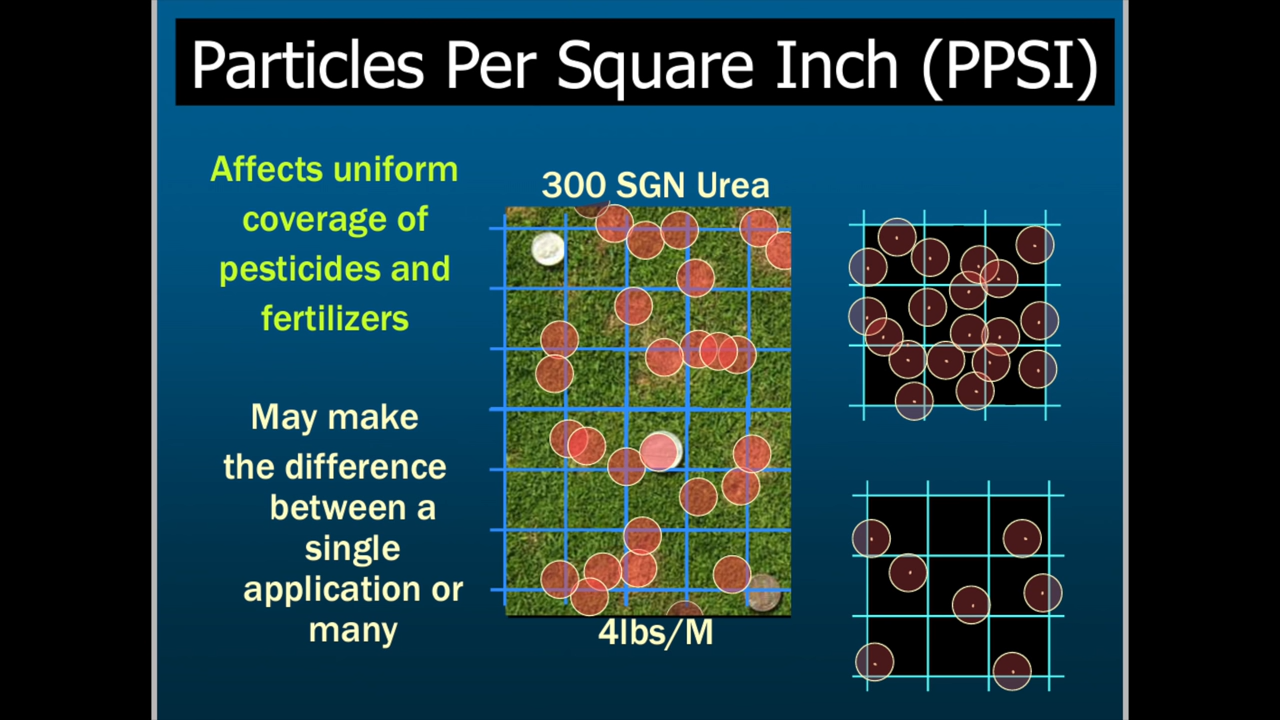 Particles Per Square Inch (PPSI)
Affects uniform
coverage of
pesticides and
fertilizers
May make
the difference
between a
single
application or
many
300 SGN Urea
4lbs/M